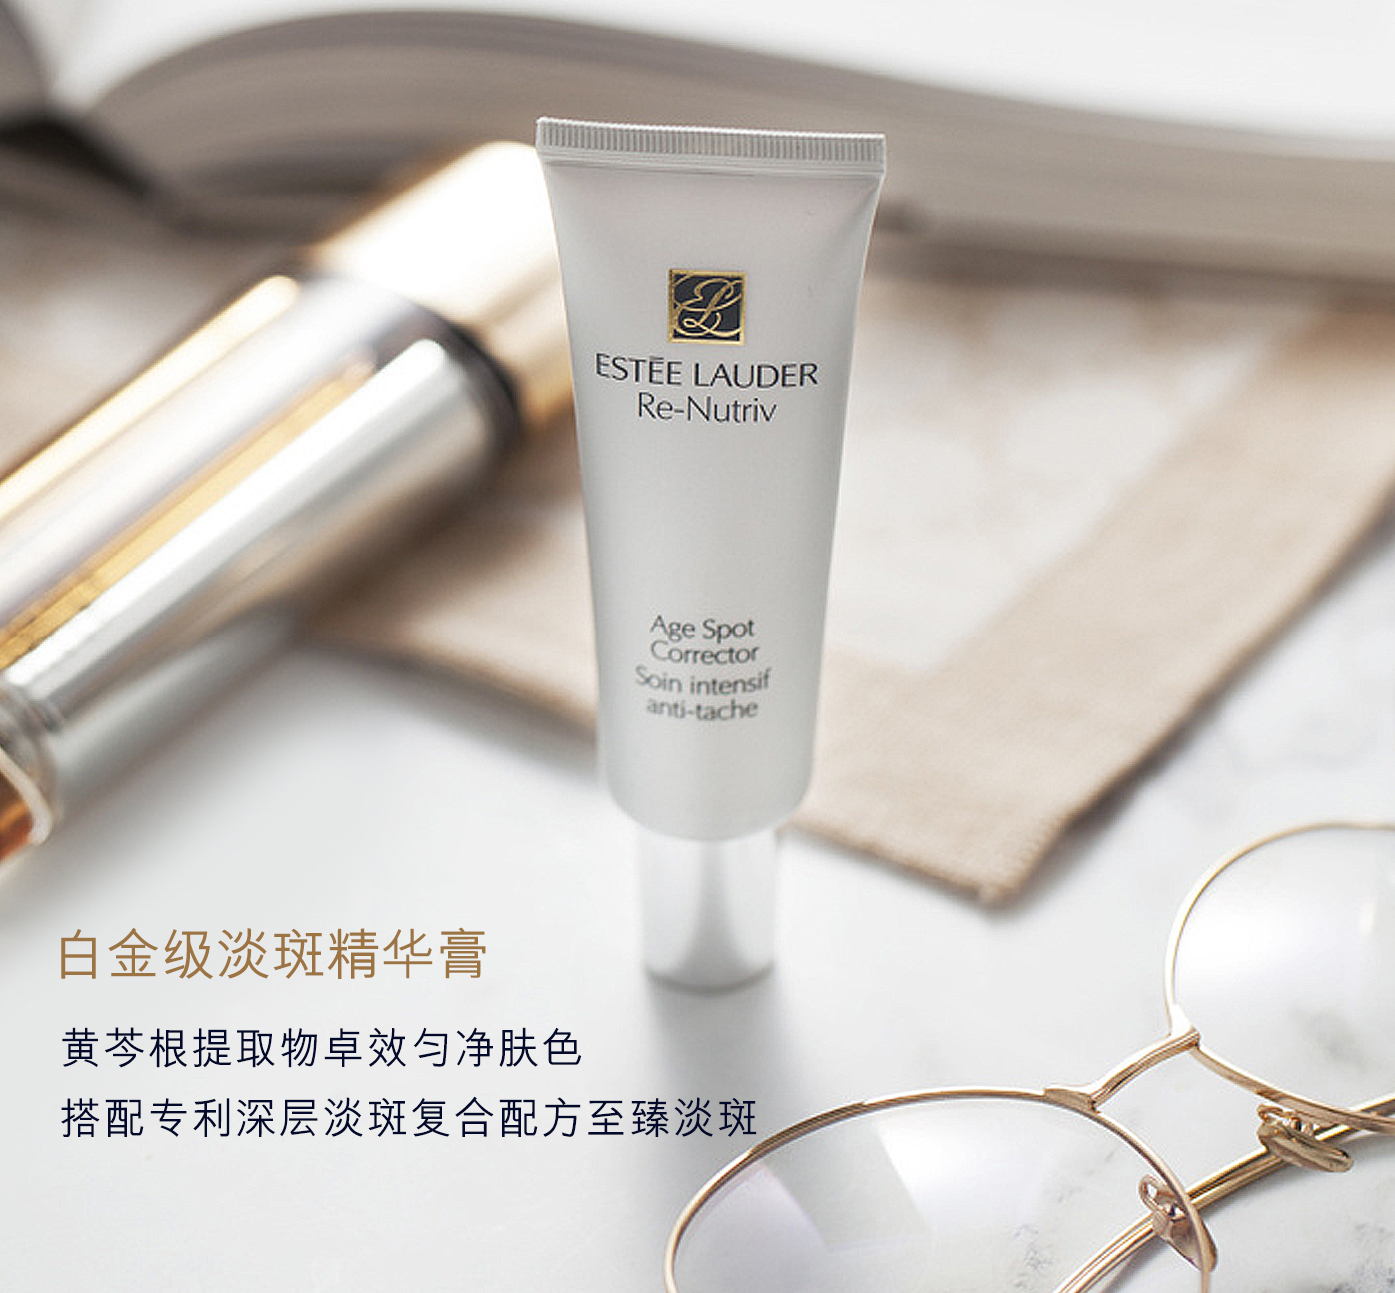 ESTĒE LAUDER
Re-Nutriv
Age Spot
Corrector
Soin intensif
anti-tache
白金级淡斑精华膏
黄芩根提取物卓效匀净肤色
搭配专利深层淡斑复合配方至臻淡斑